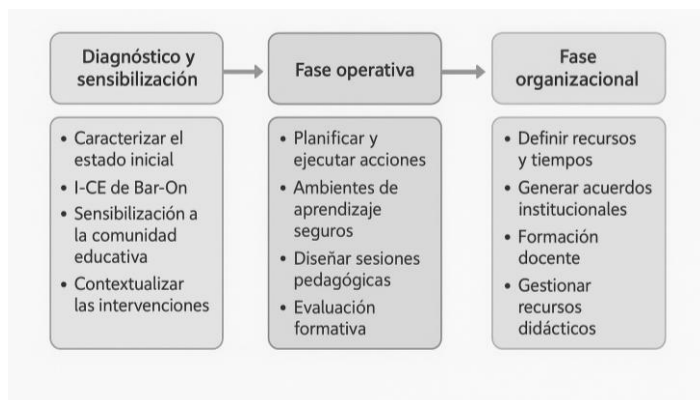 Diagnóstico y
sensibilización
• Caracterizar el
estado inicial
• I-CE de Bar-On
• Sensibilización a
la comunidad
educativa
• Contextualizar
las intervenciones
Fase operativa
• Planificar y
ejecutar acciones
• Ambientes de
aprendizaje
seguros
• Diseñar sesiones
pedagógicas
• Evaluación
formativa
Fase
organizacional
• Definir recursos
y tiempos
• Generar acuerdos
institucionales
• Formación
docente
• Gestionar
recursos
didácticos